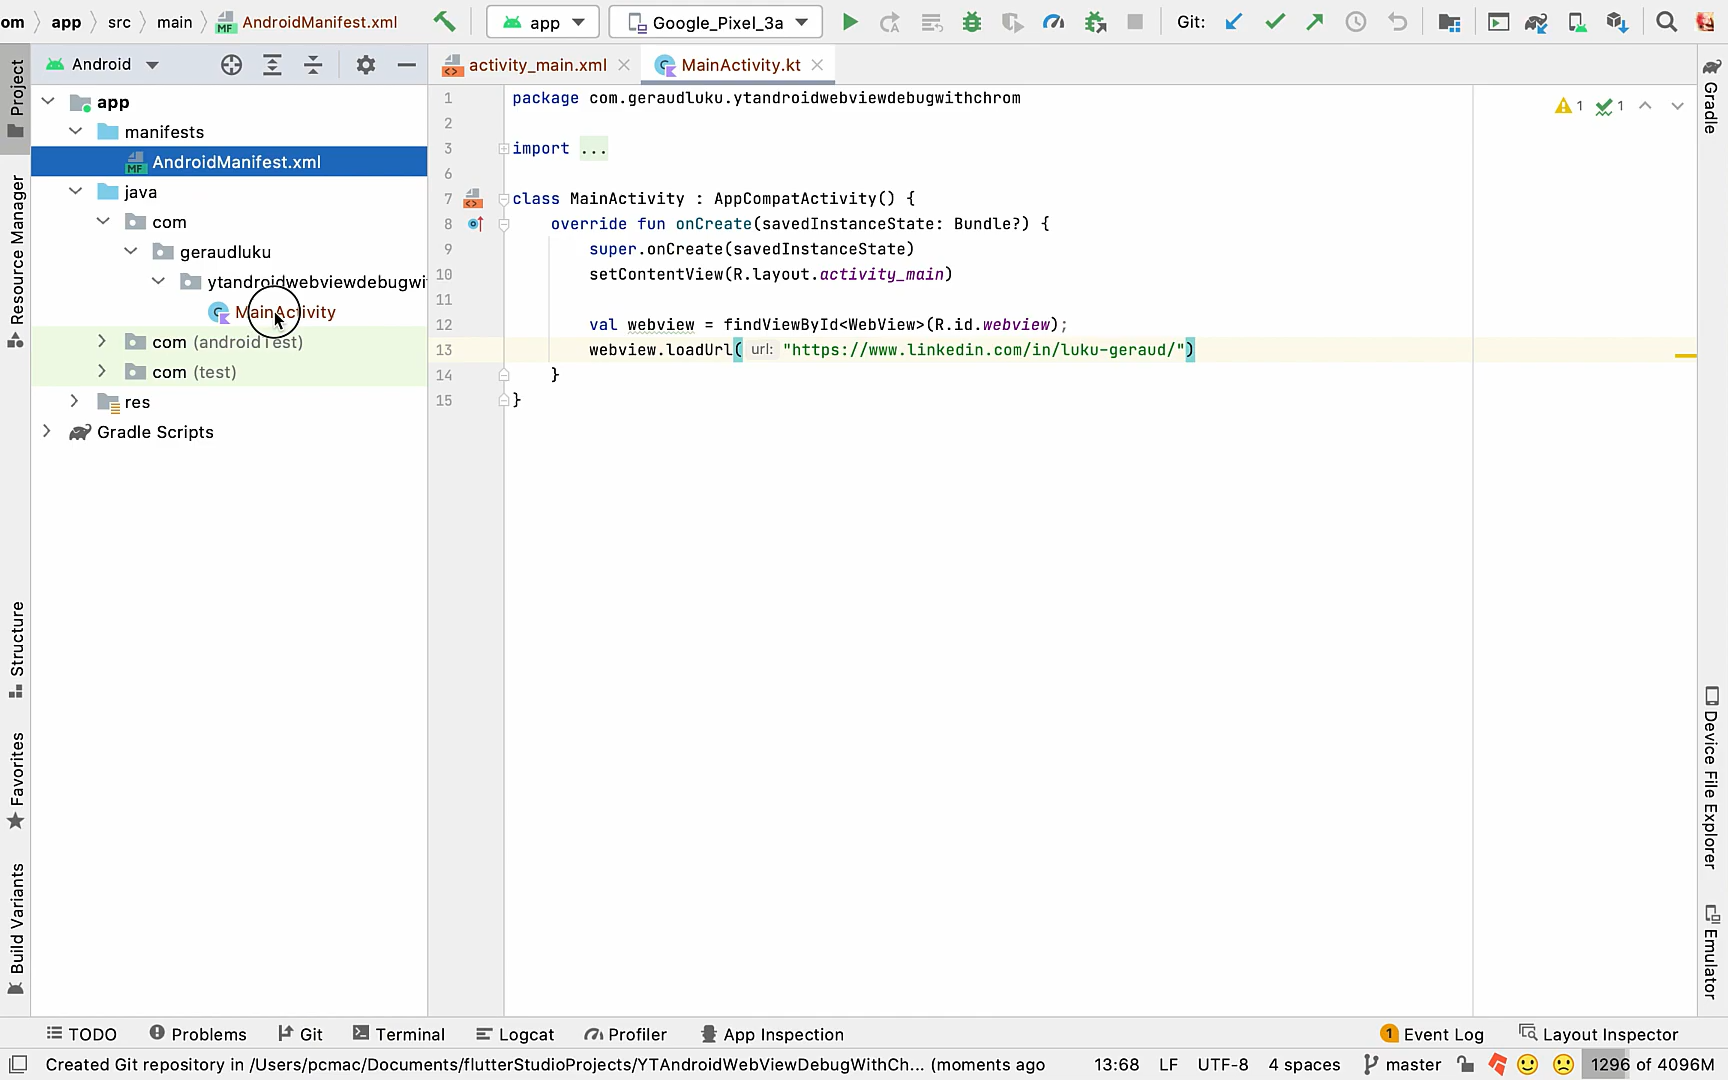 om app src main AndroidManifest.xml app Google_Pixel_3a Git:
Android
activity_main.xml MainActivity.kt
Project
Resource Manager
Structure
Favorites
Build Variants
app
manifests
AndroidManifest.xml
java
com
geraudluku
ytandroidwebviewdebugwi
MainActivity
com (androidTest)
com (test)
res
Gradle Scripts
1 package com.geraudluku.ytandroidwebviewdebugwithchrom
2
3 import ...
6
7 class MainActivity : AppCompatActivity() {
8 override fun onCreate(savedInstanceState: Bundle?) {
9 super.onCreate(savedInstanceState)
10 setContentView(R.layout.activity_main)
11
12 val webview = findViewById<WebView>(R.id.webview);
13 webview.loadUrl( url: "https://www.linkedin.com/in/luku-geraud/")
14 }
15 }
1 1
Gradle
Device File Explorer
Emulator
TODO Problems Git Terminal Logcat Profiler App Inspection 1 Event Log Layout Inspector
Created Git repository in /Users/pcmac/Documents/flutterStudioProjects/YTAndroidWebViewDebugWithCh... (moments ago 13:68 LF UTF-8 4 spaces master 1296 of 4096M